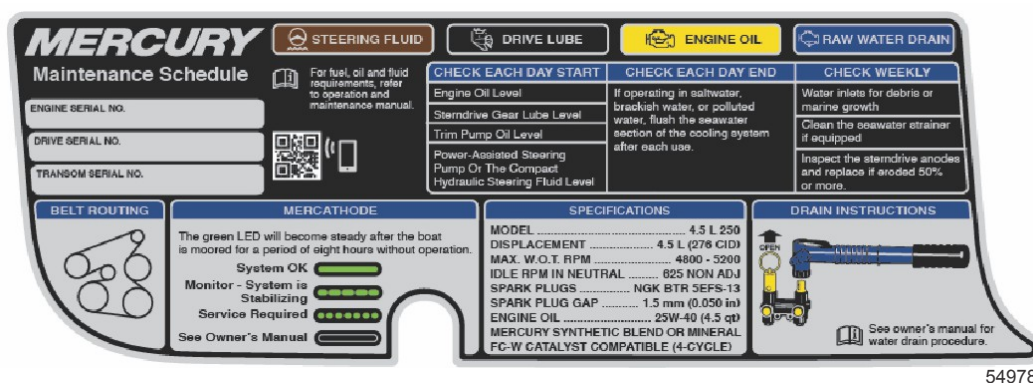 MERCURY
Maintenance Schedule
ENGINE SERIAL NO.
DRIVE SERIAL NO.
TRANSOM SERIAL NO.
STEERING FLUID
DRIVE LUBE
ENGINE OIL
RAW WATER DRAIN
For fuel, oil and fluid
requirements, refer
to operation and
maintenance manual.
CHECK EACH DAY START
Engine Oil Level
Sterndrive Gear Lube Level
Trim Pump Oil Level
Power-Assisted Steering
Pump Or The Compact
Hydraulic Steering Fluid Level
CHECK EACH DAY END
If operating in saltwater,
brackish water, or polluted
water, flush the seawater
section of the cooling system
after each use.
CHECK WEEKLY
Water inlets for debris or
marine growth
Clean the seawater strainer
if equipped
Inspect the sterndrive anodes
and replace if eroded 50%
or more.
BELT ROUTING
MERCATHODE
The green LED will become steady after the boat
is moored for a period of eight hours without operation.
System OK
Monitor - System is
Stabilizing
Service Required
See Owner's Manual
SPECIFICATIONS
MODEL ........ 4.5 L 250
DISPLACEMENT ........ 4.5 L (276 CID)
MAX. W.O.T. RPM ........ 4800 - 5200
IDLE RPM IN NEUTRAL ........ 625 NON ADJ
SPARK PLUGS ........ NGK BTR 5EFS-13
SPARK PLUG GAP ........ 1.5 mm (0.050 in)
ENGINE OIL ........ 25W-40 (4.5 qt)
MERCURY SYNTHETIC BLEND OR MINERAL
FC-W CATALYST COMPATIBLE (4-CYCLE)
DRAIN INSTRUCTIONS
OPEN
See owner's manual for
water drain procedure.
54978